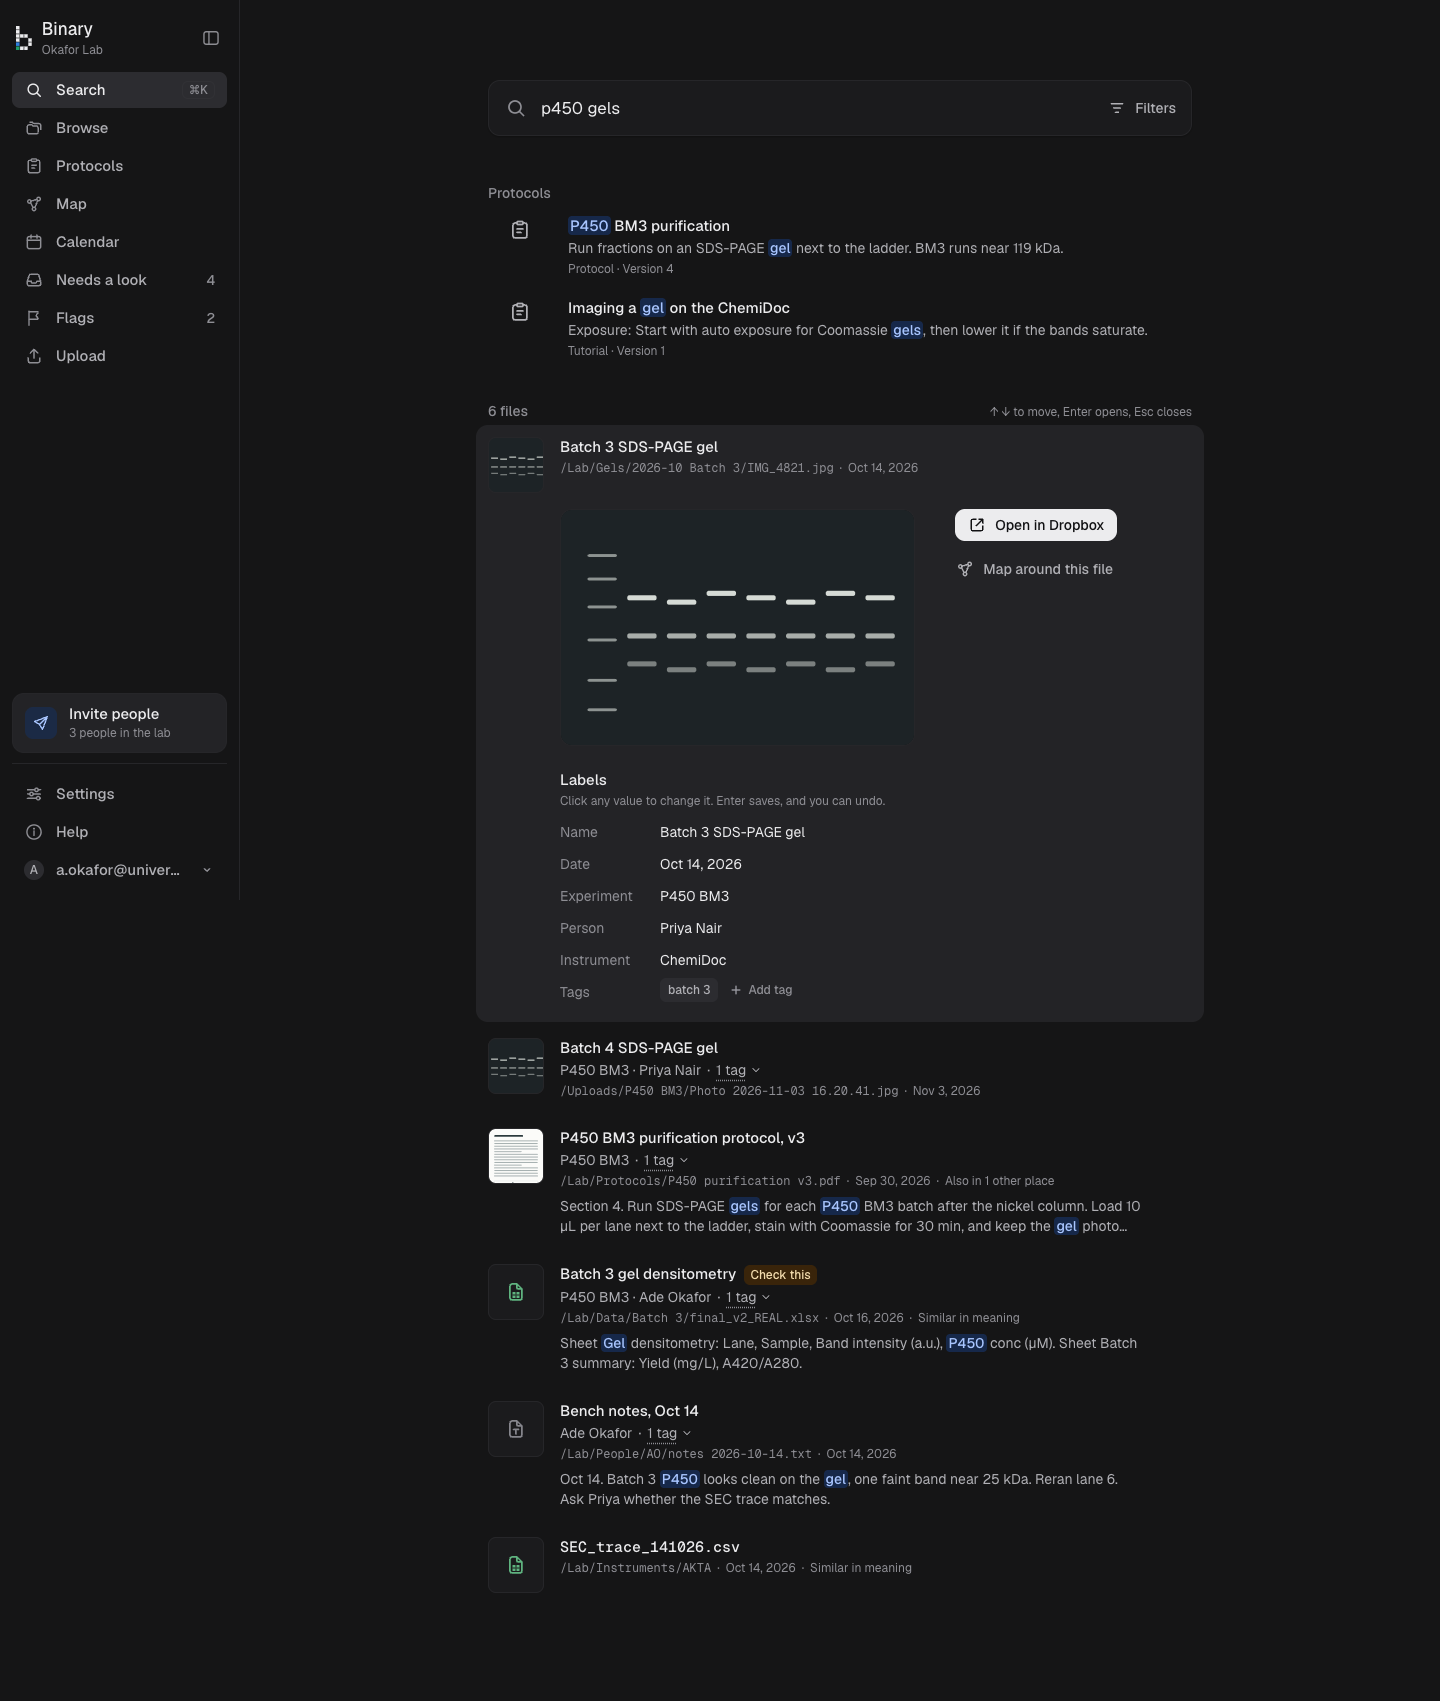 Binary
Okafor Lab
Search ⌘K
Browse
Protocols
Map
Calendar
Needs a look 4
Flags 2
Upload
Invite people
3 people in the lab
Settings
Help
A a.okafor@univer...
p450 gels
Filters
Protocols
P450 BM3 purification
Run fractions on an SDS-PAGE gel next to the ladder. BM3 runs near 119 kDa.
Protocol · Version 4
Imaging a gel on the ChemiDoc
Exposure: Start with auto exposure for Coomassie gels, then lower it if the bands saturate.
Tutorial · Version 1
6 files
↑↓ to move, Enter opens, Esc closes
Batch 3 SDS-PAGE gel
/Lab/Gels/2026-10 Batch 3/IMG_4821.jpg · Oct 14, 2026
Open in Dropbox
Map around this file
Labels
Click any value to change it. Enter saves, and you can undo.
Name Batch 3 SDS-PAGE gel
Date Oct 14, 2026
Experiment P450 BM3
Person Priya Nair
Instrument ChemiDoc
Tags batch 3 + Add tag
Batch 4 SDS-PAGE gel
P450 BM3 · Priya Nair · 1 tag
/Uploads/P450 BM3/Photo 2026-11-03 16.20.41.jpg · Nov 3, 2026
P450 BM3 purification protocol, v3
P450 BM3 · 1 tag
/Lab/Protocols/P450 purification v3.pdf · Sep 30, 2026 · Also in 1 other place
Section 4. Run SDS-PAGE gels for each P450 BM3 batch after the nickel column. Load 10
µL per lane next to the ladder, stain with Coomassie for 30 min, and keep the gel photo…
Batch 3 gel densitometry Check this
P450 BM3 · Ade Okafor · 1 tag
/Lab/Data/Batch 3/final_v2_REAL.xlsx · Oct 16, 2026 · Similar in meaning
Sheet Gel densitometry: Lane, Sample, Band intensity (a.u.), P450 conc (µM). Sheet Batch
3 summary: Yield (mg/L), A420/A280.
Bench notes, Oct 14
Ade Okafor · 1 tag
/Lab/People/AO/notes 2026-10-14.txt · Oct 14, 2026
Oct 14. Batch 3 P450 looks clean on the gel, one faint band near 25 kDa. Reran lane 6.
Ask Priya whether the SEC trace matches.
SEC_trace_141026.csv
/Lab/Instruments/AKTA · Oct 14, 2026 · Similar in meaning